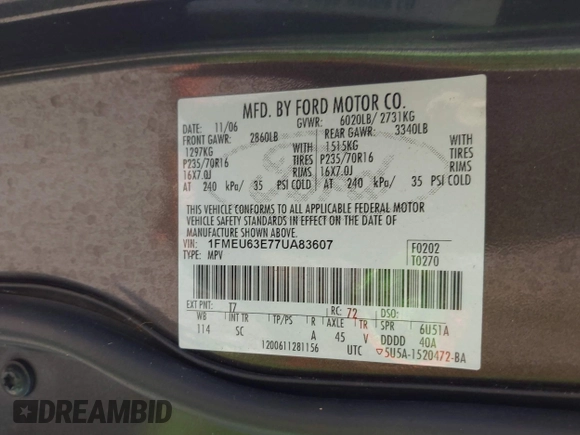 MFD. BY FORD MOTOR CO.
DATE: 11/06 GVWR: 6020LB/ 2731KG
FRONT GAWR: 2860LB REAR GAWR: 3340LB
1297KG WITH 1515KG WITH
P235/70R16 TIRES P235/70R16 TIRES
16X7.0J RIMS 16X7.0J RIMS
AT 240 kPa/ 35 PSI COLD AT 240 kPa/ 35 PSI COLD
THIS VEHICLE CONFORMS TO ALL APPLICABLE FEDERAL MOTOR
VEHICLE SAFETY STANDARDS IN EFFECT ON THE DATE OF
MANUFACTURE SHOWN ABOVE.
VIN: 1FMEU63E77UA83607 F0202
TYPE: MPV T0270
EXT PNT: T7 RC: 72 DSO:
WB INT TR TP/PS R AXLE TR SPR 6U51A
114 SC A 45 V DDDD 40A
1200611281156 UTC ▽5U5A-1520472-BA
Ford
DREAMBID